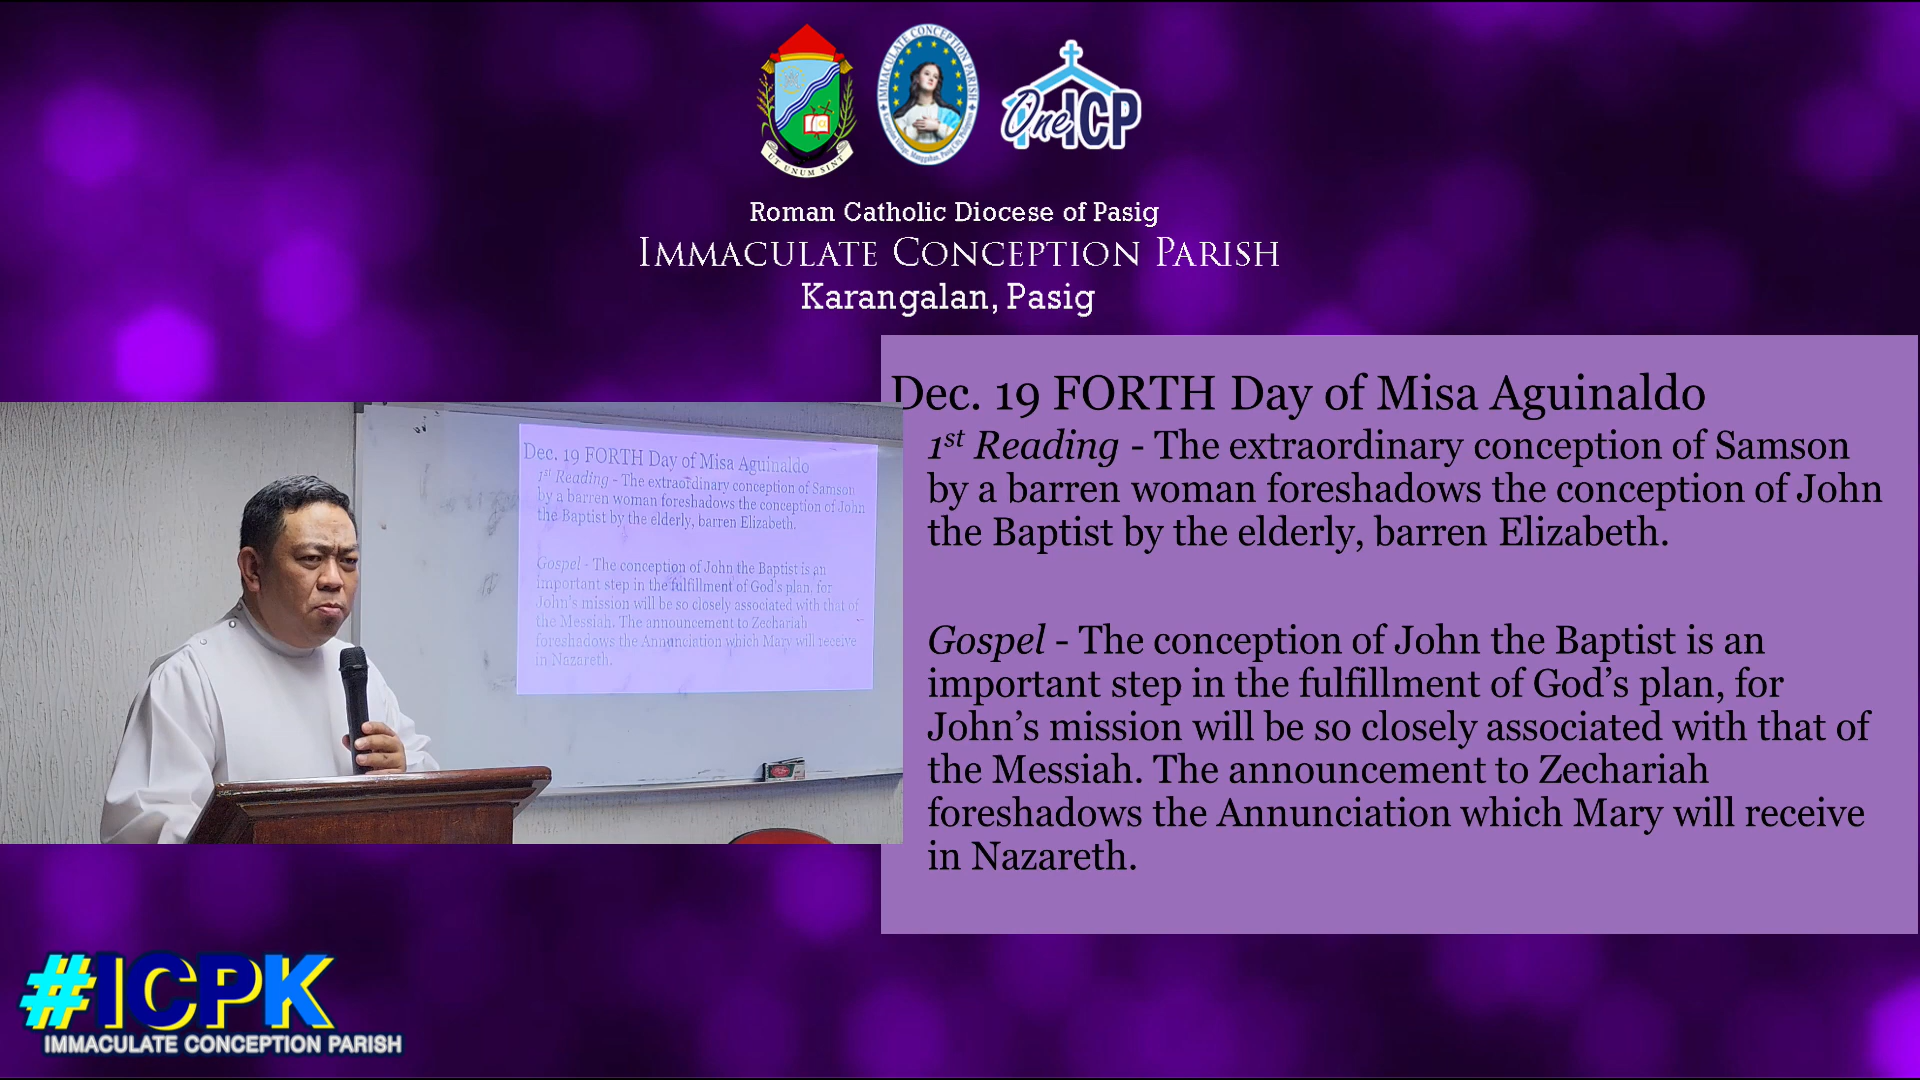 UT UNUM SINT
IMMACULATE CONCEPTION PARISH
Karangalan Village, Manggahan, Pasig City, Philippines
One ICP
Roman Catholic Diocese of Pasig
IMMACULATE CONCEPTION PARISH
Karangalan, Pasig
Dec. 19 FORTH Day of Misa Aguinaldo
1st Reading - The extraordinary conception of Samson
by a barren woman foreshadows the conception of John
the Baptist by the elderly, barren Elizabeth.
Gospel - The conception of John the Baptist is an
important step in the fulfillment of God's plan, for
John's mission will be so closely associated with that of
the Messiah. The announcement to Zechariah
foreshadows the Annunciation which Mary will receive
in Nazareth.
Dec. 19 FORTH Day of Misa Aguinaldo
1st Reading - The extraordinary conception of Samson
by a barren woman foreshadows the conception of John
the Baptist by the elderly, barren Elizabeth.
Gospel - The conception of John the Baptist is an
important step in the fulfillment of God’s plan, for
John’s mission will be so closely associated with that of
the Messiah. The announcement to Zechariah
foreshadows the Annunciation which Mary will receive
in Nazareth.
#ICPK
IMMACULATE CONCEPTION PARISH